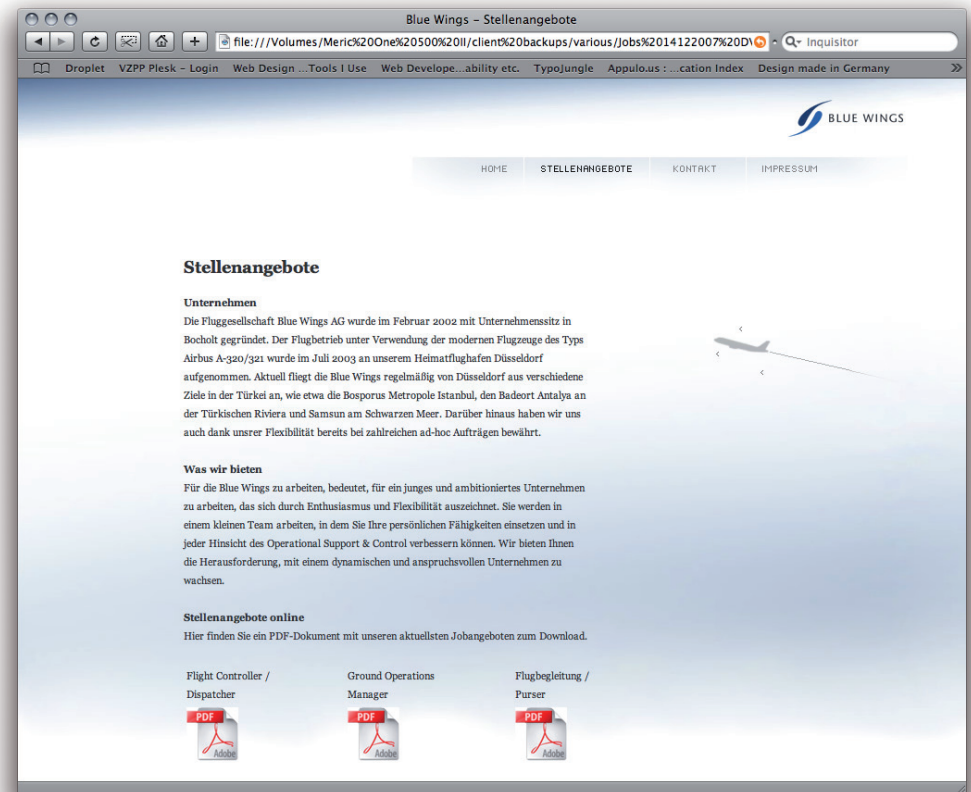 Blue Wings – Stellenangebote
file:///Volumes/Meric%20One%20500%20II/client%20backups/various/Jobs%2014122007%20D\
Inquisitor
Droplet VZPP Plesk – Login Web Design ...Tools I Use Web Develope...ability etc. TypoJungle Appulo.us : ...cation Index Design made in Germany
BLUE WINGS
HOME STELLENANGEBOTE KONTAKT IMPRESSUM
Stellenangebote
Unternehmen
Die Fluggesellschaft Blue Wings AG wurde im Februar 2002 mit Unternehmenssitz in
Bocholt gegründet. Der Flugbetrieb unter Verwendung der modernen Flugzeuge des Typs
Airbus A-320/321 wurde im Juli 2003 an unserem Heimatflughafen Düsseldorf
aufgenommen. Aktuell fliegt die Blue Wings regelmäßig von Düsseldorf aus verschiedene
Ziele in der Türkei an, wie etwa die Bosporus Metropole Istanbul, den Badeort Antalya an
der Türkischen Riviera und Samsun am Schwarzen Meer. Darüber hinaus haben wir uns
auch dank unsrer Flexibilität bereits bei zahlreichen ad-hoc Aufträgen bewährt.
Was wir bieten
Für die Blue Wings zu arbeiten, bedeutet, für ein junges und ambitioniertes Unternehmen
zu arbeiten, das sich durch Enthusiasmus und Flexibilität auszeichnet. Sie werden in
einem kleinen Team arbeiten, in dem Sie Ihre persönlichen Fähigkeiten einsetzen und in
jeder Hinsicht des Operational Support & Control verbessern können. Wir bieten Ihnen
die Herausforderung, mit einem dynamischen und anspruchsvollen Unternehmen zu
wachsen.
Stellenangebote online
Hier finden Sie ein PDF-Dokument mit unseren aktuellsten Jobangeboten zum Download.
Flight Controller /
Dispatcher
PDF
Adobe
Ground Operations
Manager
PDF
Adobe
Flugbegleitung /
Purser
PDF
Adobe